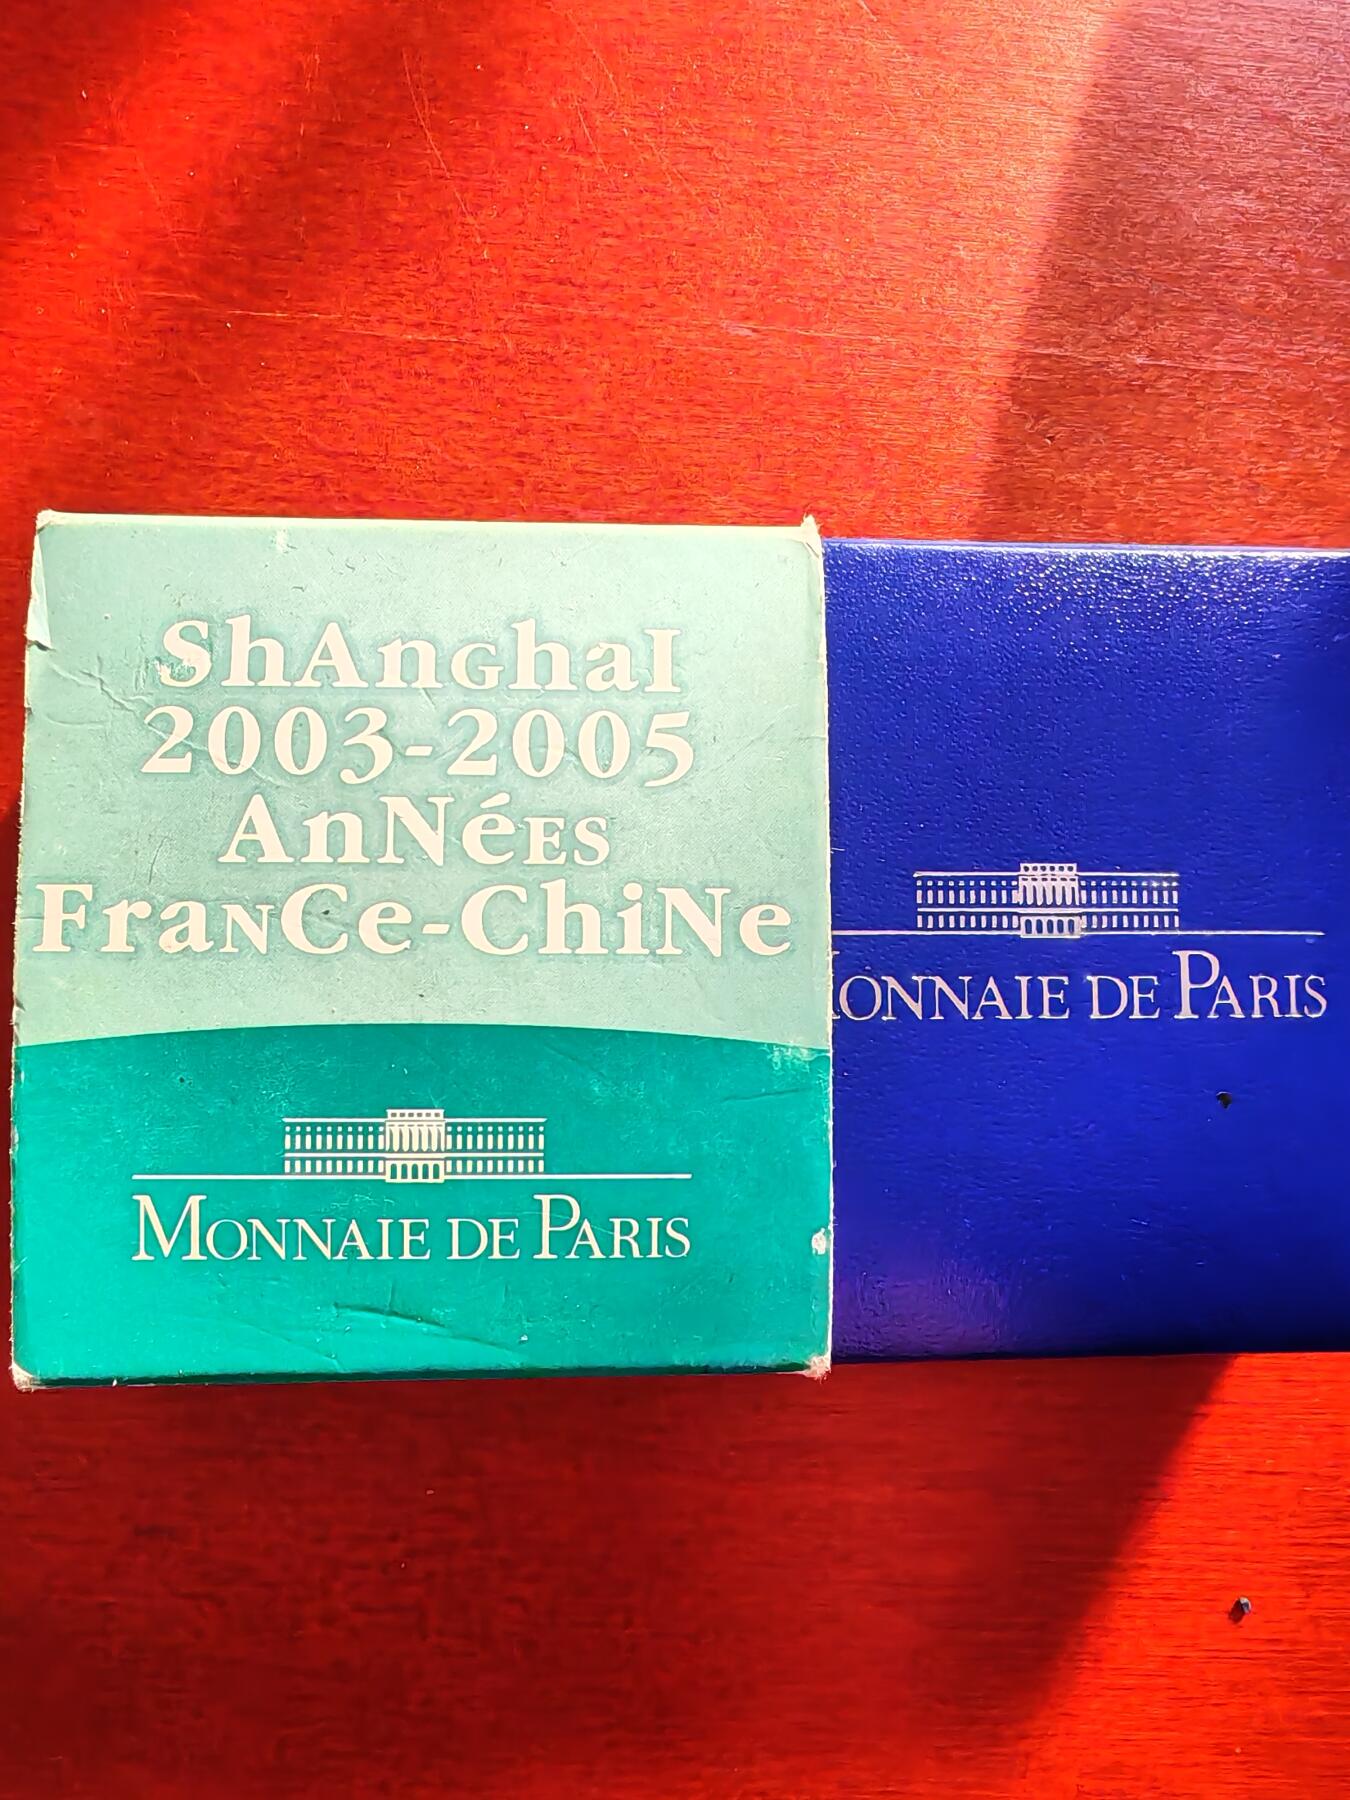 ShAnGhaI
2003-2005
AnNéES
FraNCe-ChiNe
MONNAIE DE PARIS
MONNAIE DE PARIS